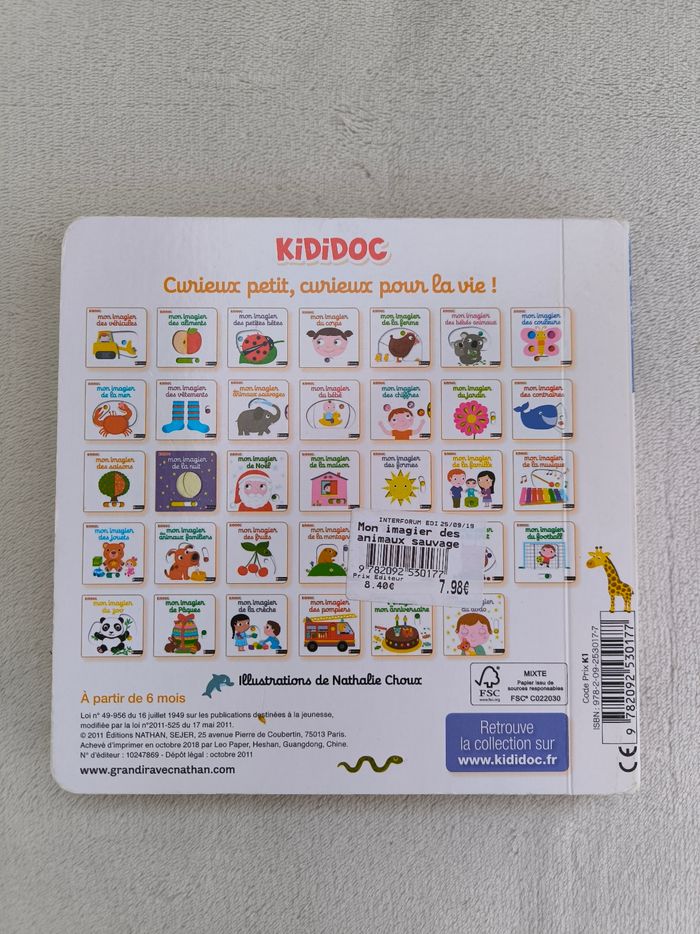 KiDiDOC
Curieux petit, curieux pour la vie !
mon imagier des véhicules
mon imagier des aliments
mon imagier des petites bêtes
mon imagier du corps
mon imagier de la ferme
mon imagier des bébés animaux
mon imagier des couleurs
mon imagier de la mer
mon imagier des vêtements
mon imagier des animaux sauvages
mon imagier du bébé
mon imagier des chiffres
mon imagier du jardin
mon imagier des contraires
mon imagier des saisons
mon imagier de la nuit
mon imagier de Noël
mon imagier de la maison
mon imagier des formes
mon imagier de la famille
mon imagier de la musique
mon imagier des jouets
mon imagier des animaux familiers
mon imagier des fruits
mon imagier de la montagne
mon imagier du football
INTERFORUM EDI 25/09/19
Mon imagier des
animaux sauvage
9 782092 530177
Prix Editeur
8.40€ 7.98€
mon imagier du zoo
mon imagier de Pâques
mon imagier de la crèche
mon imagier des pompiers
mon anniversaire
mon imagier du dodo
Illustrations de Nathalie Choux
À partir de 6 mois
Loi n° 49-956 du 16 juillet 1949 sur les publications destinées à la jeunesse,
modifiée par la loi n°2011-525 du 17 mai 2011.
© 2011 Éditions NATHAN, SEJER, 25 avenue Pierre de Coubertin, 75013 Paris.
Achevé d'imprimer en octobre 2018 par Leo Paper, Heshan, Guangdong, Chine.
N° d'éditeur : 10247869 - Dépôt légal : octobre 2011
www.grandiravecnathan.com
FSC
www.fsc.org
MIXTE
Papier issu de
sources responsables
FSC® C022030
Retrouve
la collection sur
www.kididoc.fr
Code Prix K1
ISBN : 978-2-09-253017-7
9 782092 530177
CE